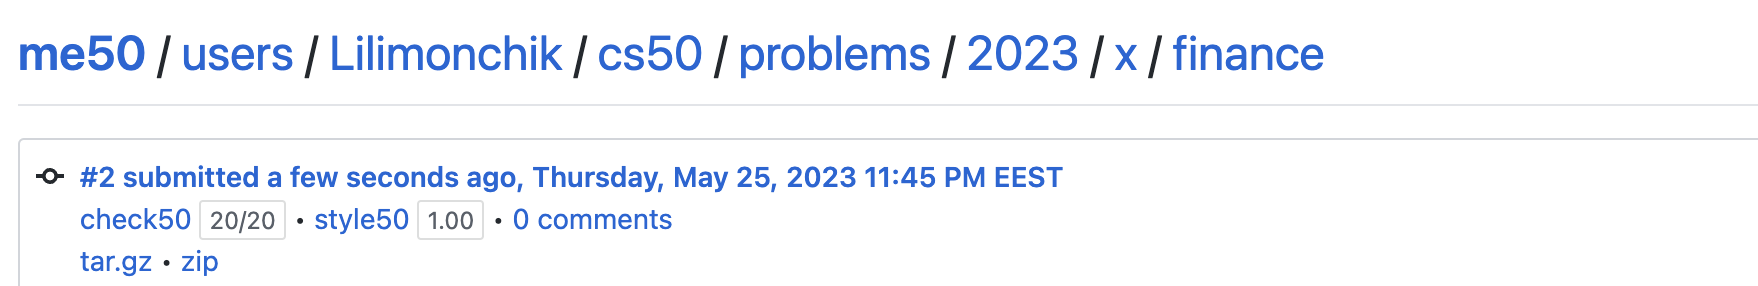 me50 / users / Lilimonchik / cs50 / problems / 2023 / x / finance
#2 submitted a few seconds ago, Thursday, May 25, 2023 11:45 PM EEST
check50 20/20 • style50 1.00 • 0 comments
tar.gz • zip